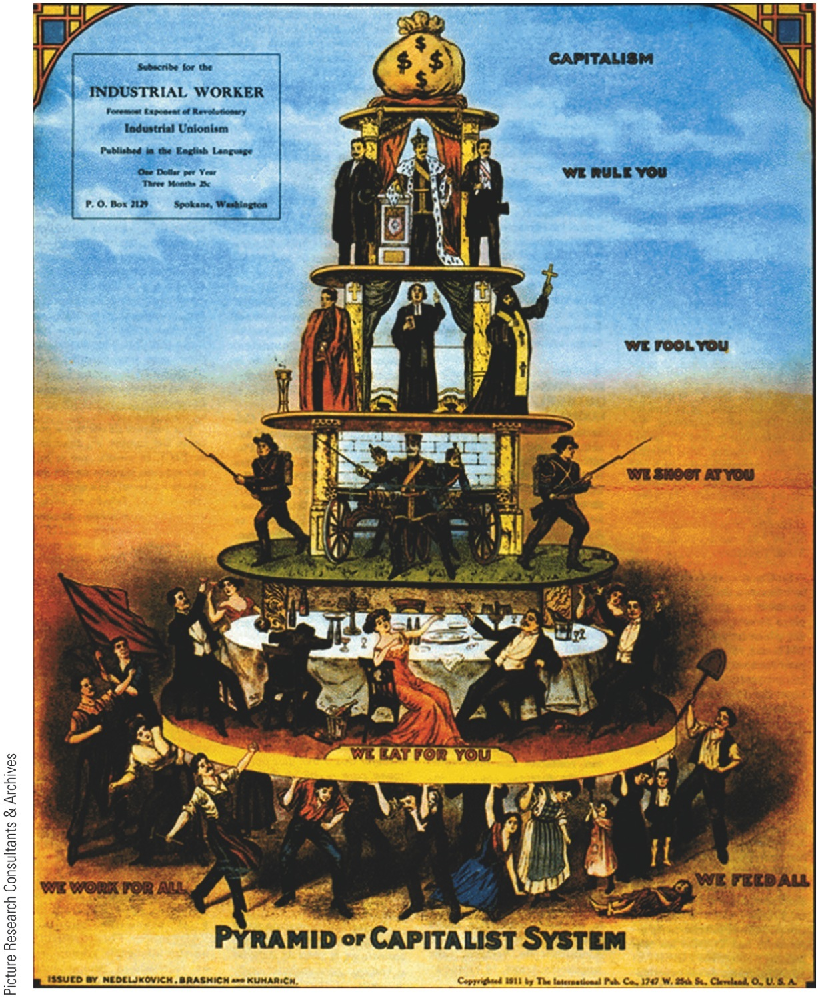 Subscribe for the
INDUSTRIAL WORKER
Foremost Exponent of Revolutionary
Industrial Unionism
Published in the English Language
One Dollar per Year
Three Months 25c
P. O. Box 2129 Spokane, Washington
$
$ $
$
CAPITALISM
WE RULE YOU
WE FOOL YOU
WE SHOOT AT YOU
WE EAT FOR YOU
WE WORK FOR ALL
WE FEED ALL
PYRAMID OF CAPITALIST SYSTEM
ISSUED BY NEDELJKOVICH, BRASHICH AND KUHARICH.
Copyrighted 1911 by The International Pub. Co., 1747 W. 25th St., Cleveland, O., U. S. A.
Picture Research Consultants & Archives